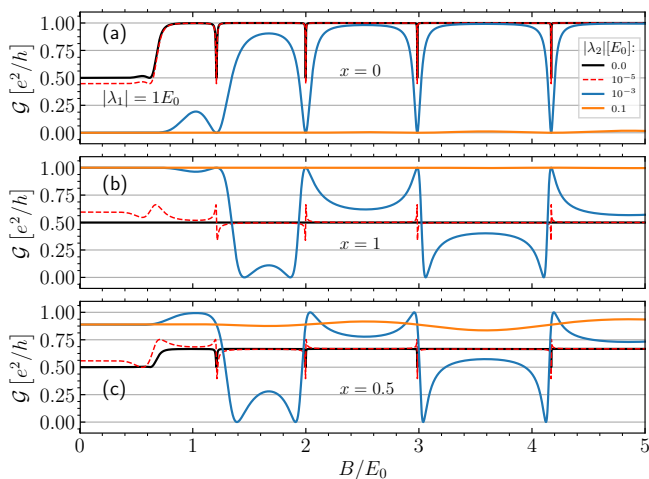 (a)
1.00
0.75
0.50
0.25
0.00
𝒢 [e²/h]
|λ₁| = 1E₀
x = 0
|λ₂|[E₀]:
0.0
10⁻⁵
10⁻³
0.1
(b)
1.00
0.75
0.50
0.25
0.00
𝒢 [e²/h]
x = 1
1.00
0.75
0.50
0.25
0.00
𝒢 [e²/h]
(c)
x = 0.5
0 1 2 3 4 5
B/E₀